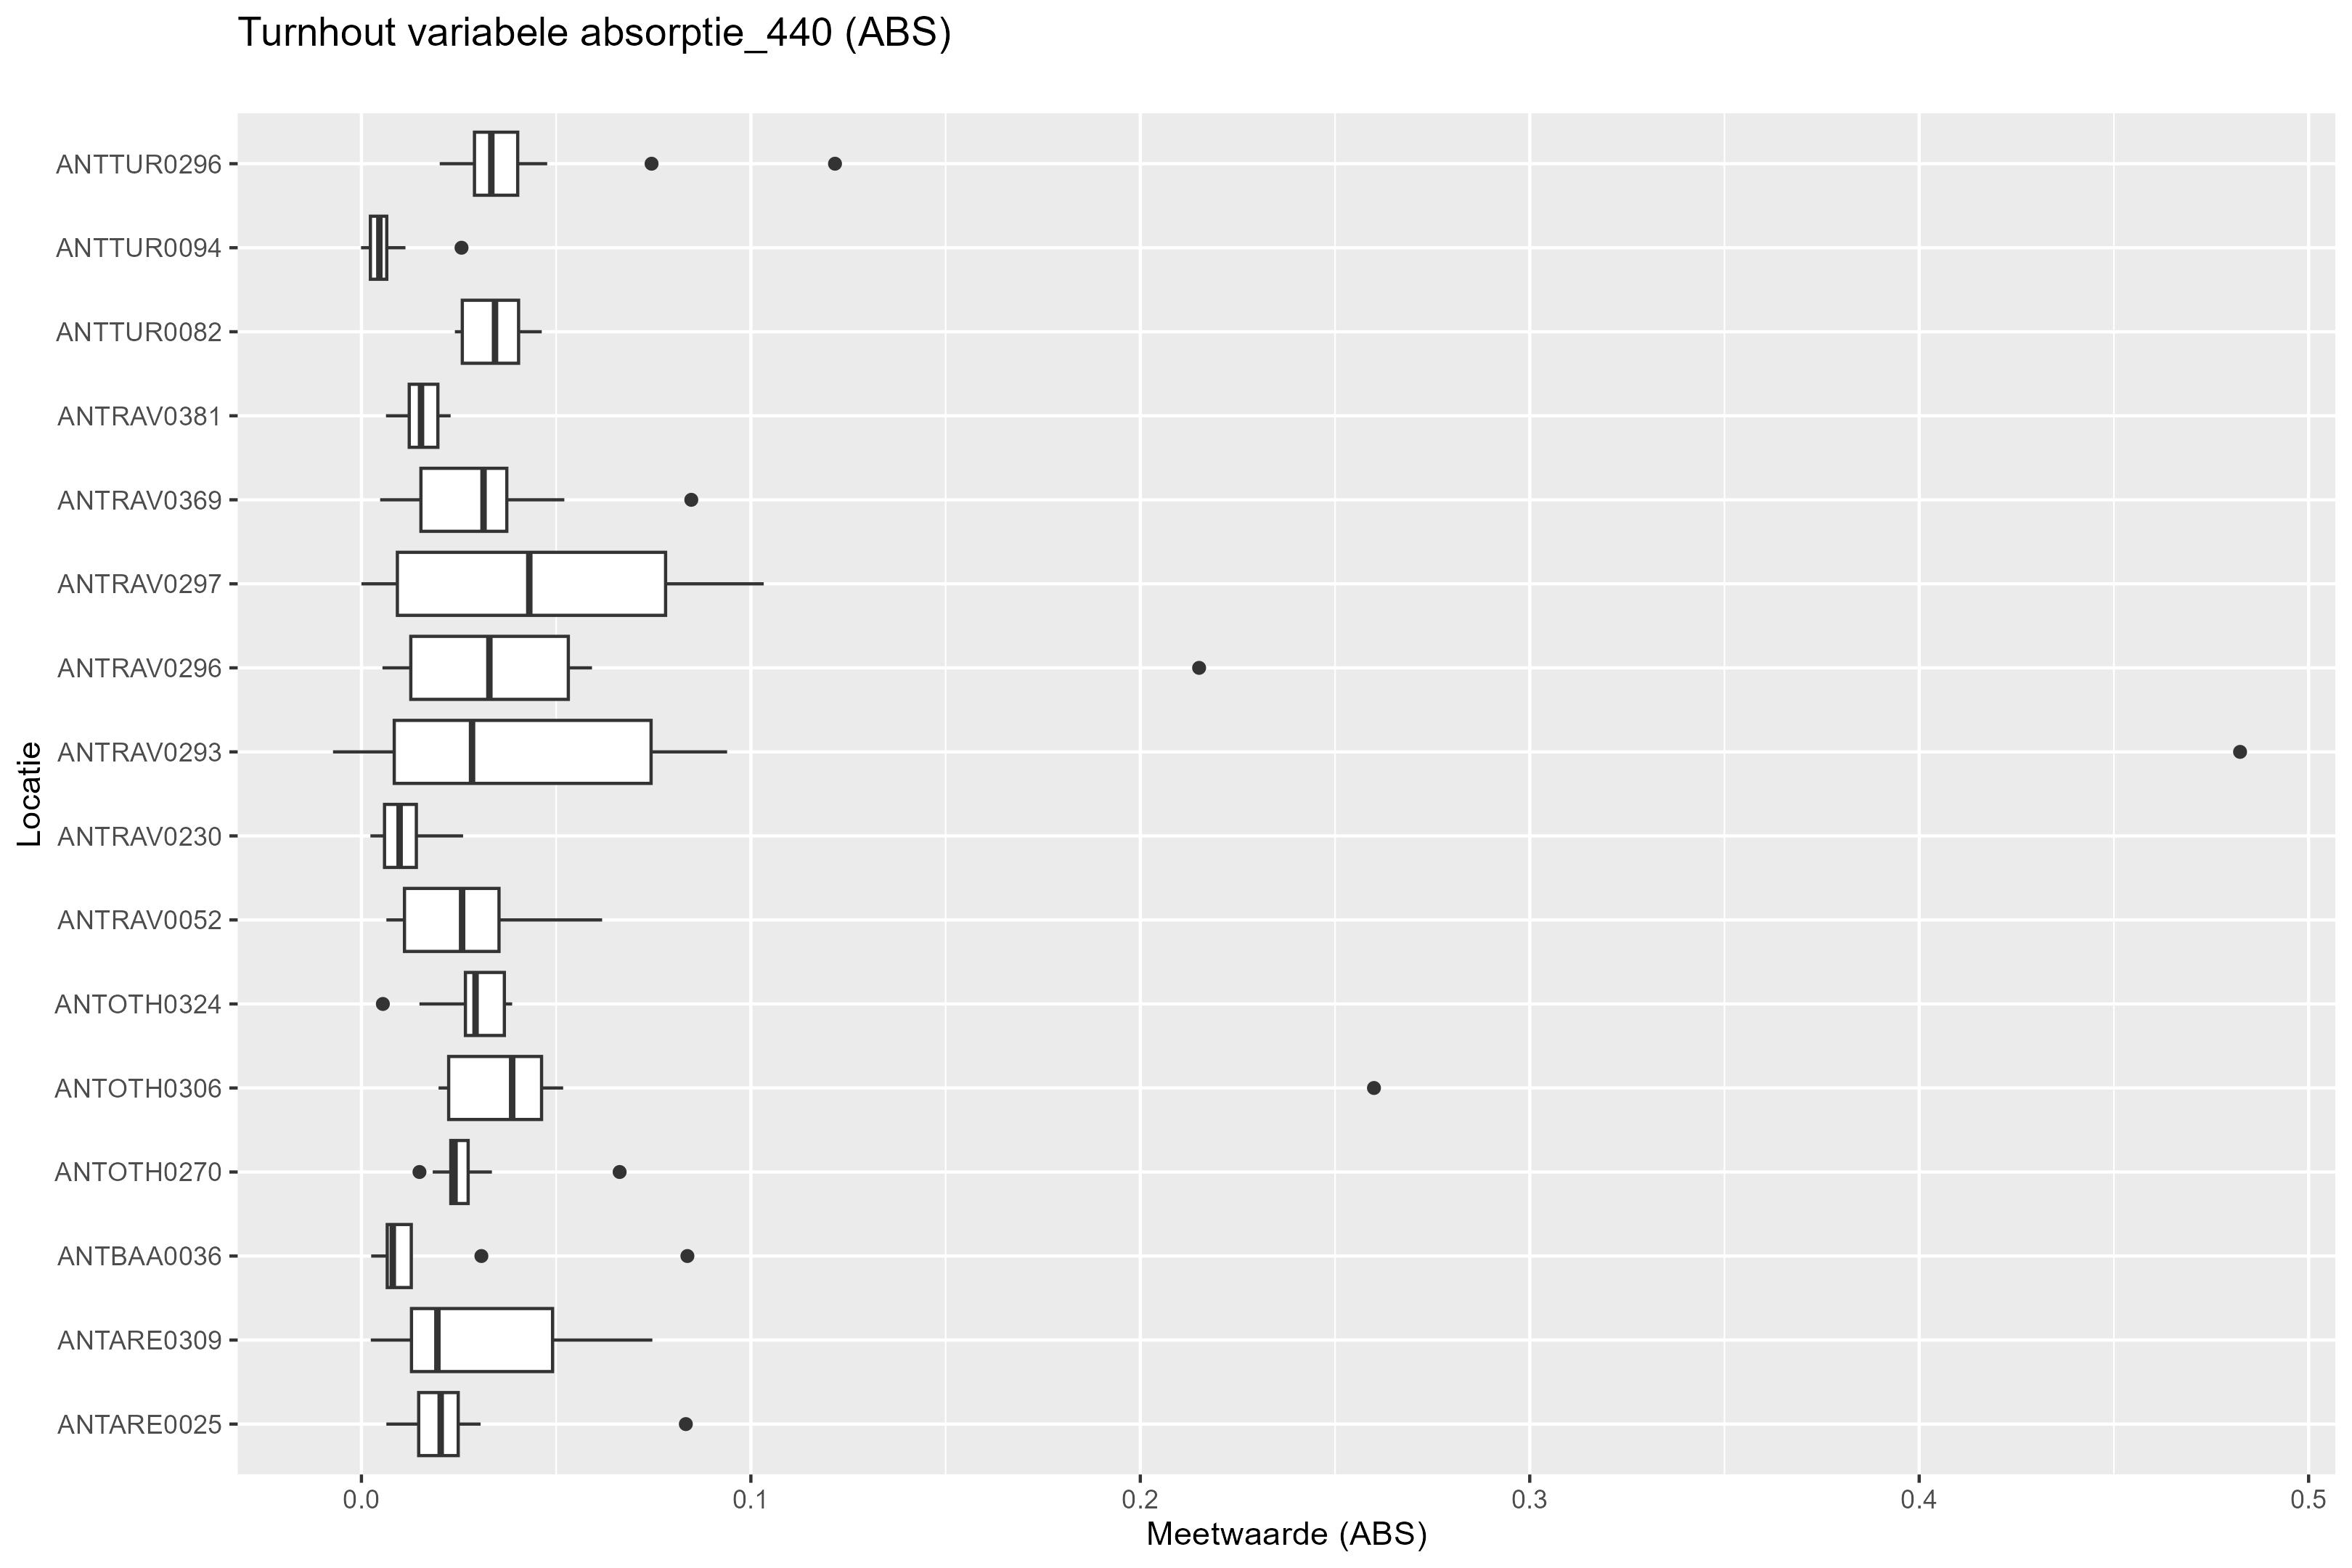 Turnhout variabele absorptie_440 (ABS)
Locatie
ANTTUR0296
ANTTUR0094
ANTTUR0082
ANTRAV0381
ANTRAV0369
ANTRAV0297
ANTRAV0296
ANTRAV0293
ANTRAV0230
ANTRAV0052
ANTOTH0324
ANTOTH0306
ANTOTH0270
ANTBAA0036
ANTARE0309
ANTARE0025
0.0 0.1 0.2 0.3 0.4 0.5
Meetwaarde (ABS)